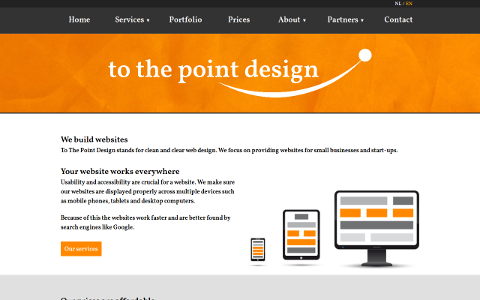 NL / EN
Home Services ▾ Portfolio Prices About ▾ Partners ▾ Contact
to the point design
We build websites
To The Point Design stands for clean and clear web design. We focus on providing websites for small businesses and start-ups.
Your website works everywhere
Usability and accessibility are crucial for a website. We make sure
our websites are displayed properly across multiple devices such
as mobile phones, tablets and desktop computers.
Because of this the websites work faster and are better found by
search engines like Google.
Our services